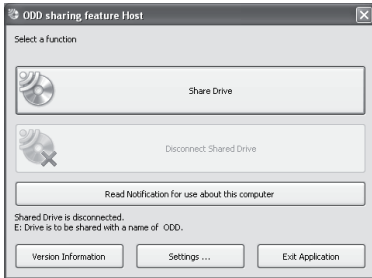 ODD sharing feature Host
Select a function
Share Drive
Disconnect Shared Drive
Read Notification for use about this computer
Shared Drive is disconnected.
E: Drive is to be shared with a name of ODD.
Version Information
Settings ...
Exit Application